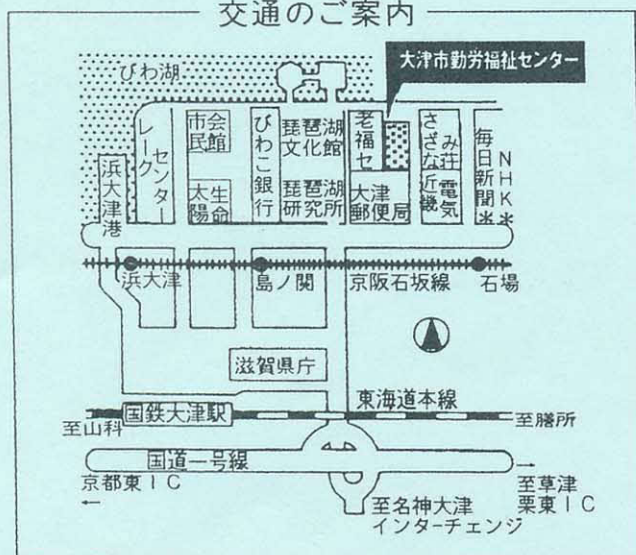 交通のご案内
びわ湖
大津市勤労福祉センター
レークセンター
市民会館
びわこ銀行
琵琶湖文化館
老福セ
さざなみ荘
毎日新聞
NHK
浜大津港
太陽生命
琵琶湖研究所
大津郵便局
近畿電気
浜大津
島ノ関
京阪石坂線
石場
滋賀県庁
東海道本線
国鉄大津駅
至山科
至膳所
国道一号線
京都東IC
←
→
至草津
栗東IC
至名神大津
インターチェンジ